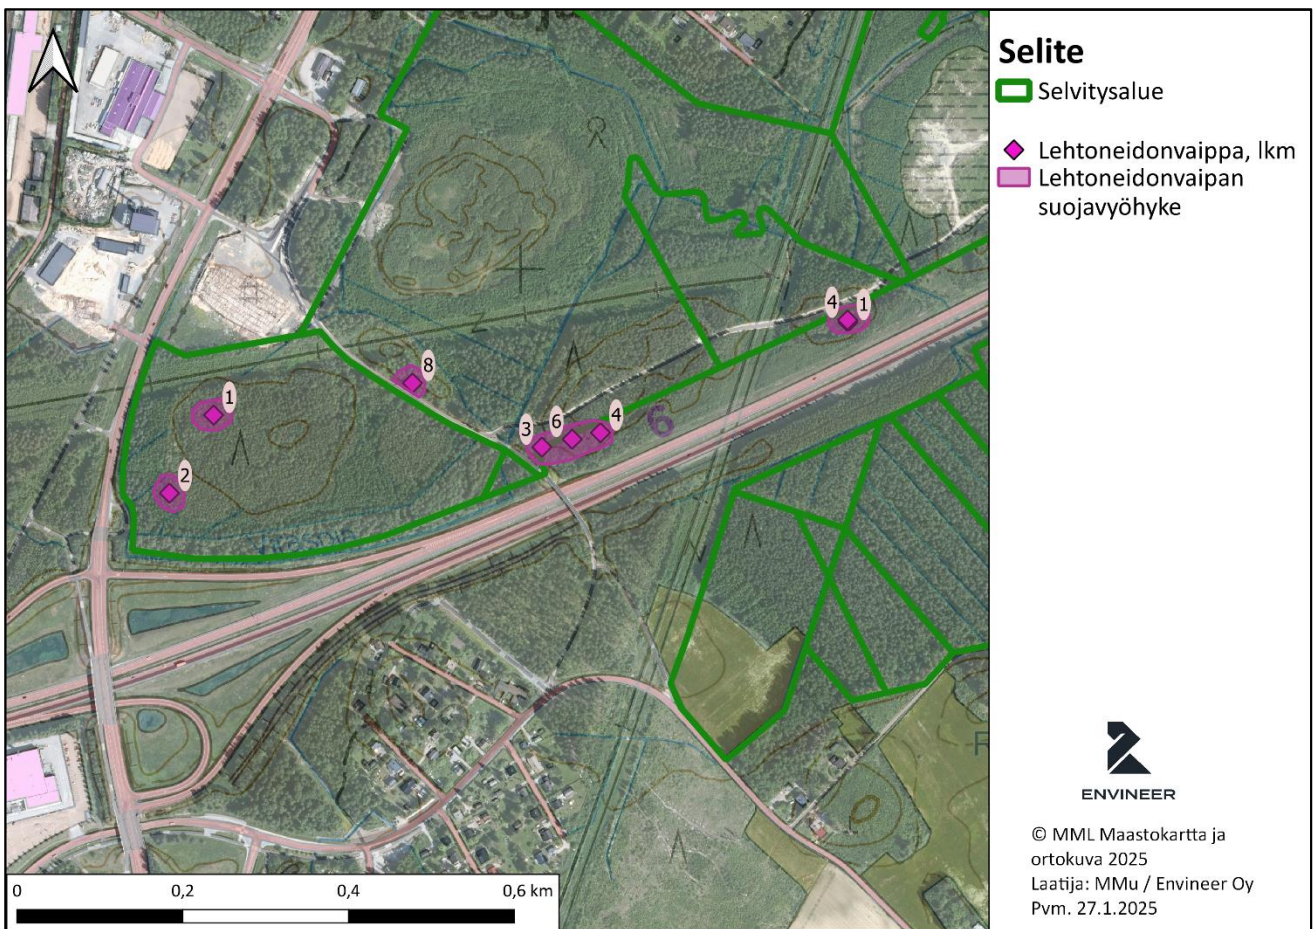 Selite
Selvitysalue
Lehtoneidonvaippa, lkm
Lehtoneidonvaipan
suojavyöhyke
4
1
8
1
3
6
4
6
2
0
0,2
0,4
0,6 km
ENVINEER
© MML Maastokartta ja
ortokuva 2025
Laatija: MMu / Envineer Oy
Pvm. 27.1.2025